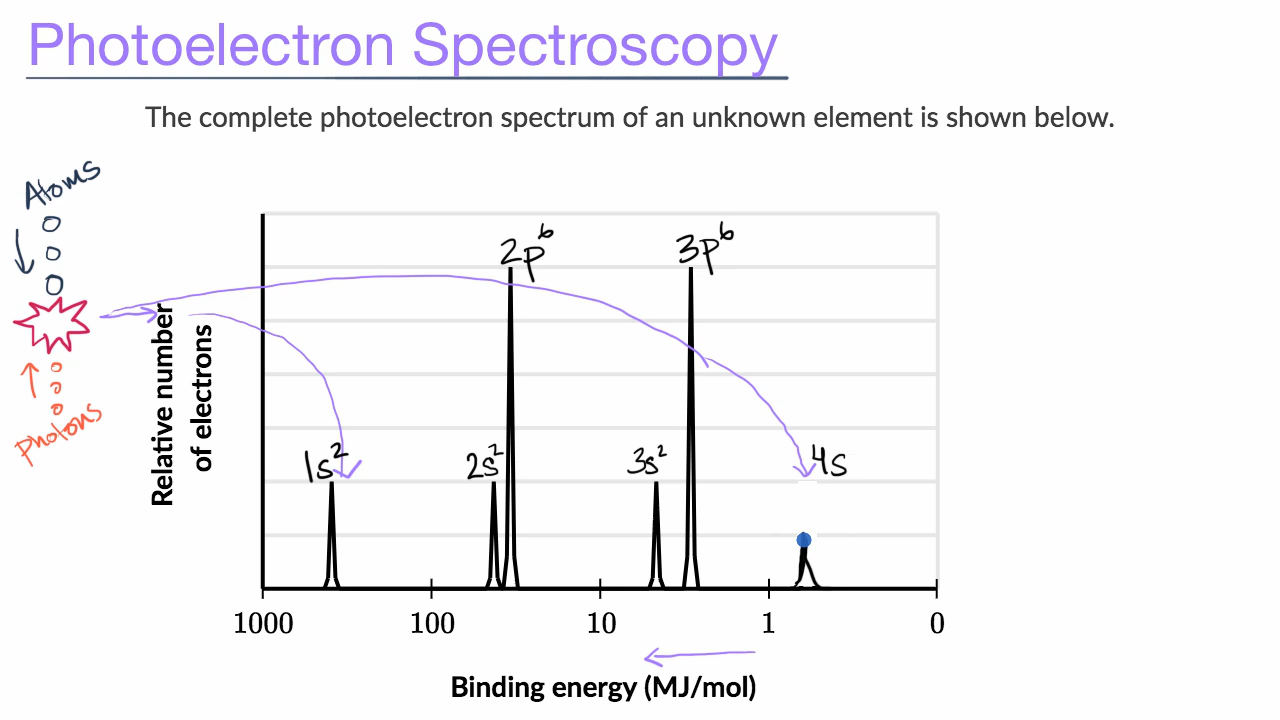 Photoelectron Spectroscopy
The complete photoelectron spectrum of an unknown element is shown below.
Atoms
Photons
Relative number
of electrons
1s²
2s²
2p⁶
3s²
3p⁶
4s
1000 100 10 1 0
Binding energy (MJ/mol)